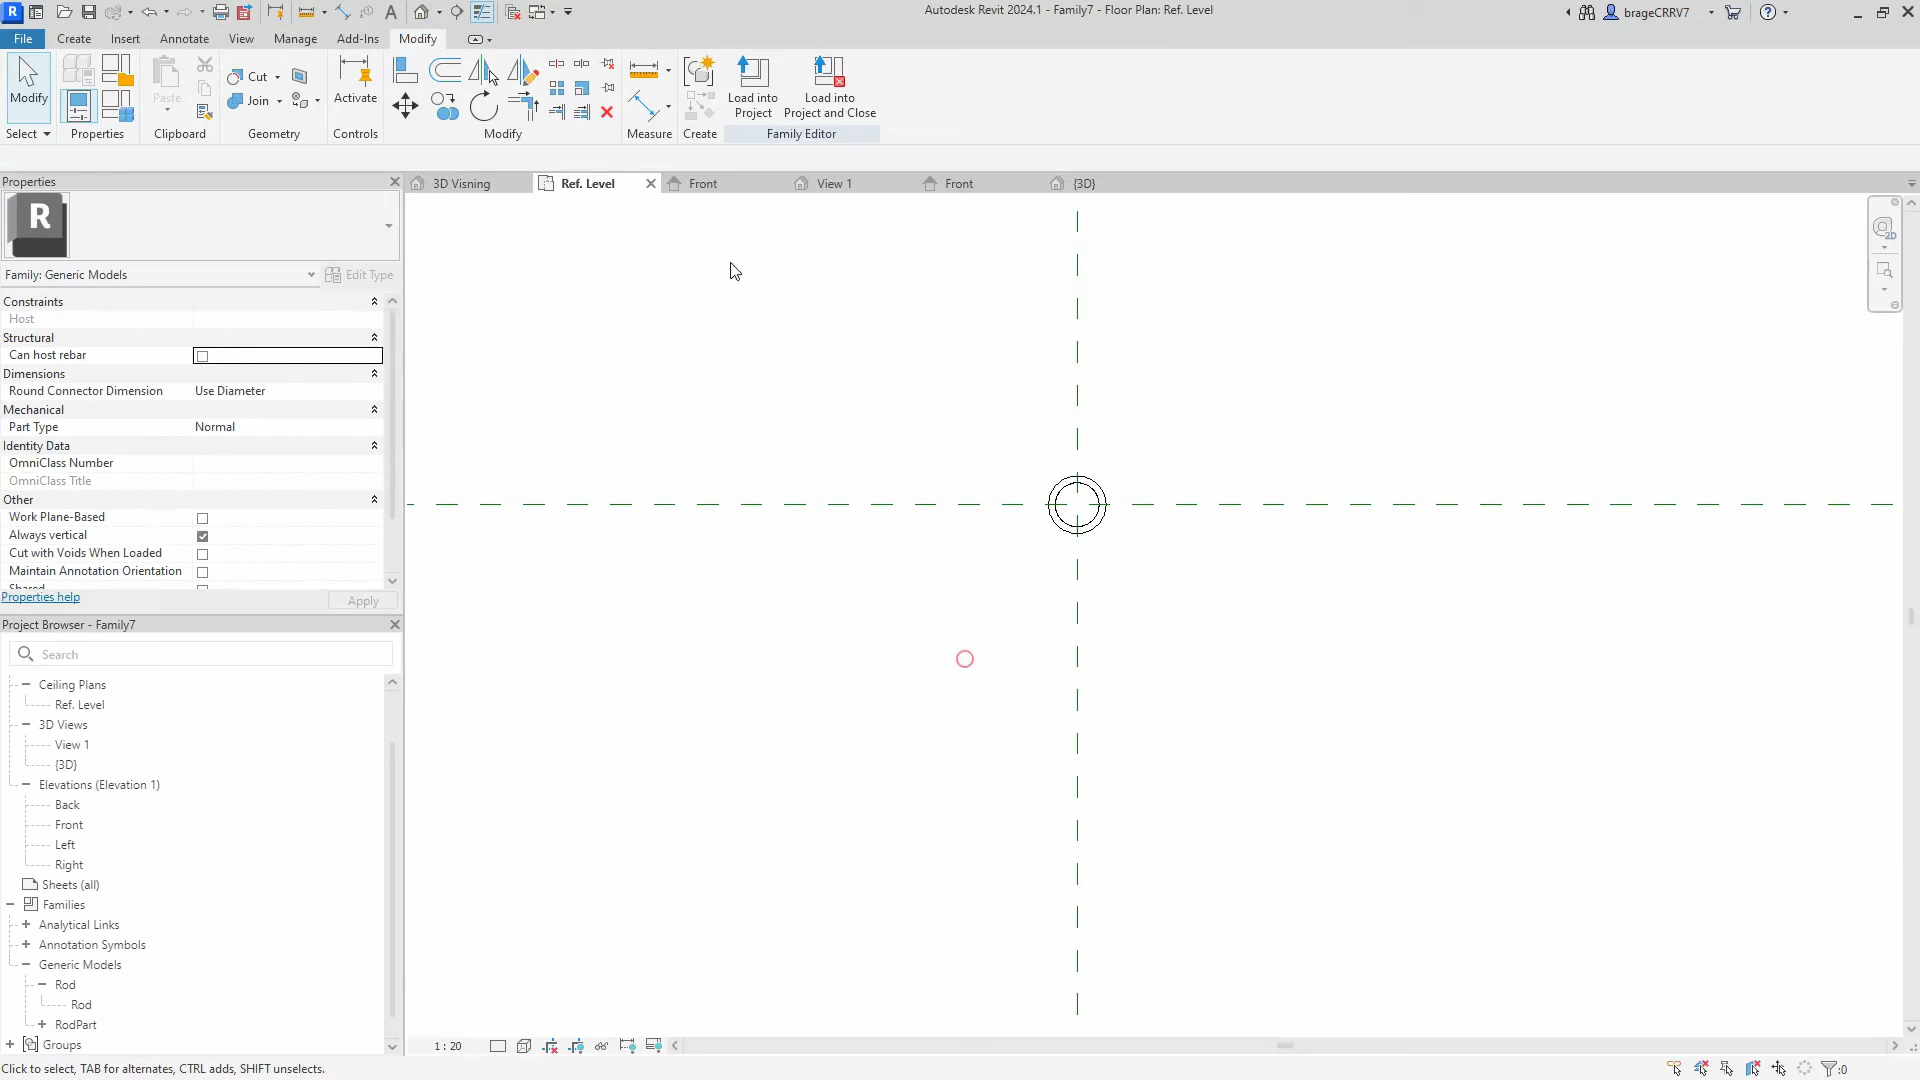 Autodesk Revit 2024.1 - Family7 - Floor Plan: Ref. Level
brageCRRV7
File Create Insert Annotate View Manage Add-Ins Modify
Modify
Paste
Cut
Join
Activate
Load into Project
Load into Project and Close
Select Properties Clipboard Geometry Controls Modify Measure Create Family Editor
Properties
3D Visning Ref. Level Front View 1 Front {3D}
R
2D
Family: Generic Models Edit Type
Constraints
Host
Structural
Can host rebar
Dimensions
Round Connector Dimension Use Diameter
Mechanical
Part Type Normal
Identity Data
OmniClass Number
OmniClass Title
Other
Work Plane-Based
Always vertical
Cut with Voids When Loaded
Maintain Annotation Orientation
Shared
Properties help Apply
Project Browser - Family7
Search
Ceiling Plans
Ref. Level
3D Views
View 1
{3D}
Elevations (Elevation 1)
Back
Front
Left
Right
Sheets (all)
Families
Analytical Links
Annotation Symbols
Generic Models
Rod
Rod
RodPart
Groups
1 : 20
Click to select, TAB for alternates, CTRL adds, SHIFT unselects.
:0